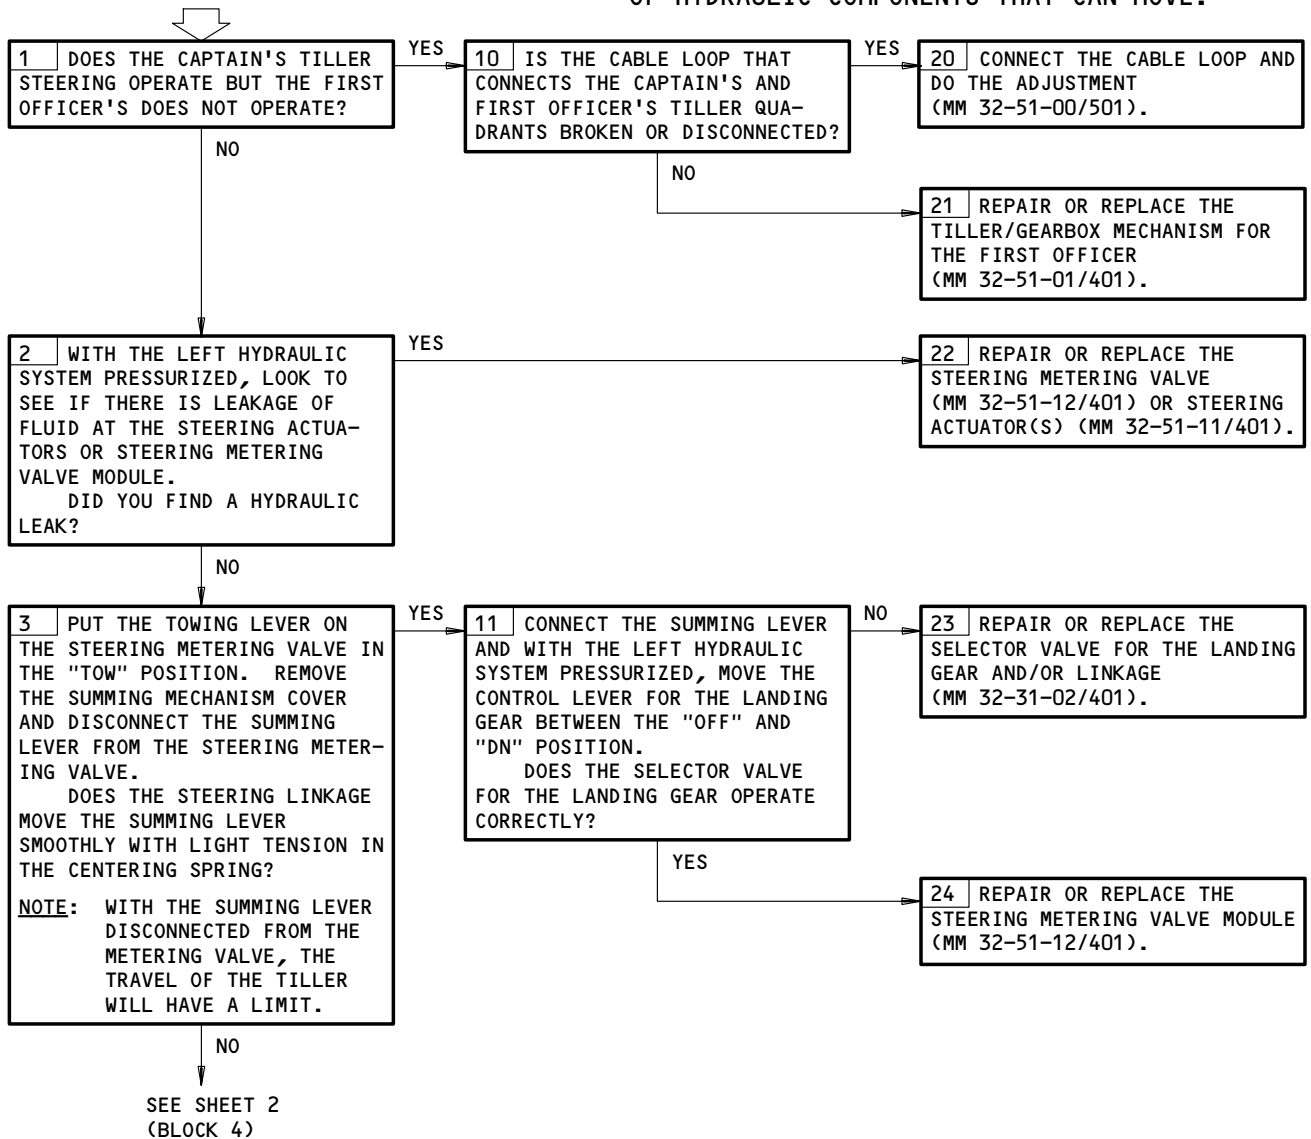 OF HYDRAULIC COMPONENTS THAT CAN MOVE.
1 DOES THE CAPTAIN'S TILLER
STEERING OPERATE BUT THE FIRST
OFFICER'S DOES NOT OPERATE?
YES
10 IS THE CABLE LOOP THAT
CONNECTS THE CAPTAIN'S AND
FIRST OFFICER'S TILLER QUA-
DRANTS BROKEN OR DISCONNECTED?
YES
20 CONNECT THE CABLE LOOP AND
DO THE ADJUSTMENT
(MM 32-51-00/501).
NO
NO
21 REPAIR OR REPLACE THE
TILLER/GEARBOX MECHANISM FOR
THE FIRST OFFICER
(MM 32-51-01/401).
2 WITH THE LEFT HYDRAULIC
SYSTEM PRESSURIZED, LOOK TO
SEE IF THERE IS LEAKAGE OF
FLUID AT THE STEERING ACTUA-
TORS OR STEERING METERING
VALVE MODULE.
DID YOU FIND A HYDRAULIC
LEAK?
YES
22 REPAIR OR REPLACE THE
STEERING METERING VALVE
(MM 32-51-12/401) OR STEERING
ACTUATOR(S) (MM 32-51-11/401).
NO
3 PUT THE TOWING LEVER ON
THE STEERING METERING VALVE IN
THE "TOW" POSITION. REMOVE
THE SUMMING MECHANISM COVER
AND DISCONNECT THE SUMMING
LEVER FROM THE STEERING METER-
ING VALVE.
DOES THE STEERING LINKAGE
MOVE THE SUMMING LEVER
SMOOTHLY WITH LIGHT TENSION IN
THE CENTERING SPRING?
NOTE: WITH THE SUMMING LEVER
DISCONNECTED FROM THE
METERING VALVE, THE
TRAVEL OF THE TILLER
WILL HAVE A LIMIT.
YES
11 CONNECT THE SUMMING LEVER
AND WITH THE LEFT HYDRAULIC
SYSTEM PRESSURIZED, MOVE THE
CONTROL LEVER FOR THE LANDING
GEAR BETWEEN THE "OFF" AND
"DN" POSITION.
DOES THE SELECTOR VALVE
FOR THE LANDING GEAR OPERATE
CORRECTLY?
NO
23 REPAIR OR REPLACE THE
SELECTOR VALVE FOR THE LANDING
GEAR AND/OR LINKAGE
(MM 32-31-02/401).
YES
24 REPAIR OR REPLACE THE
STEERING METERING VALVE MODULE
(MM 32-51-12/401).
NO
SEE SHEET 2
(BLOCK 4)